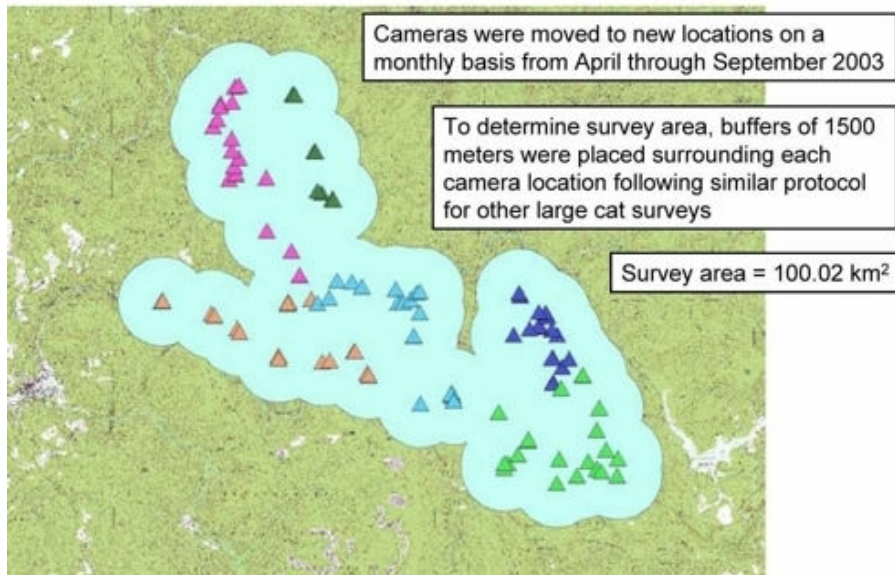 Cameras were moved to new locations on a
monthly basis from April through September 2003
To determine survey area, buffers of 1500
meters were placed surrounding each
camera location following similar protocol
for other large cat surveys
Survey area = 100.02 km²